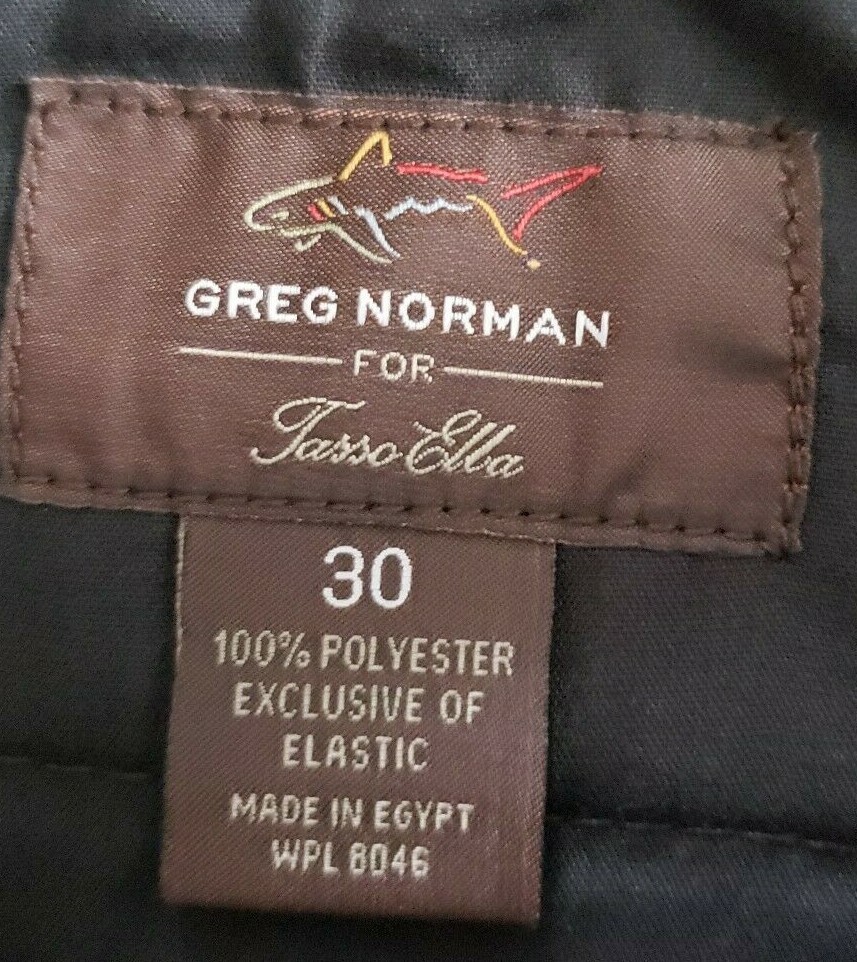 GREG NORMAN
FOR
Tasso Elba
30
100% POLYESTER
EXCLUSIVE OF
ELASTIC
MADE IN EGYPT
WPL 8046